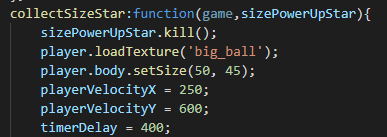 collectSizeStar:function(game,sizePowerUpStar){
    sizePowerUpStar.kill();
    player.loadTexture('big_ball');
    player.body.setSize(50, 45);
    playerVelocityX = 250;
    playerVelocityY = 600;
    timerDelay = 400;